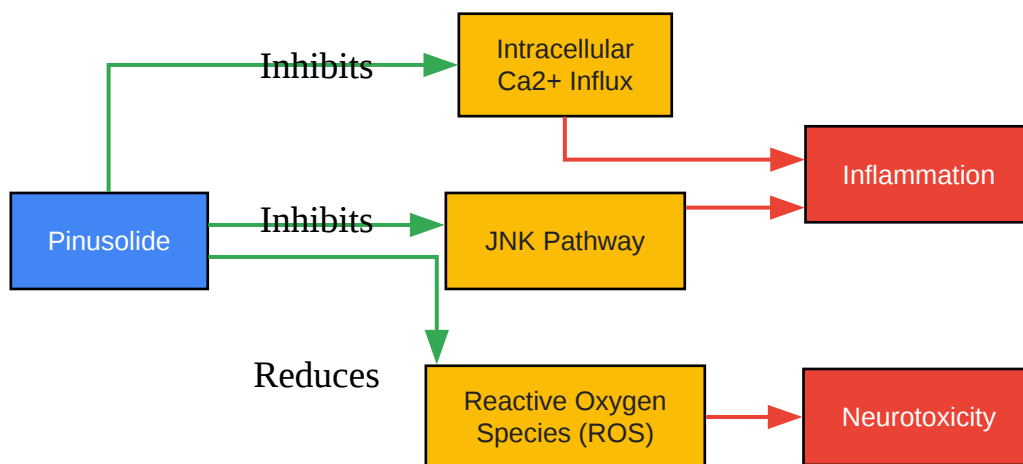 Intracellular
Ca2+ Influx
Inhibits
Inflammation
Pinusolide
Inhibits
JNK Pathway
Reduces
Reactive Oxygen
Species (ROS)
Neurotoxicity